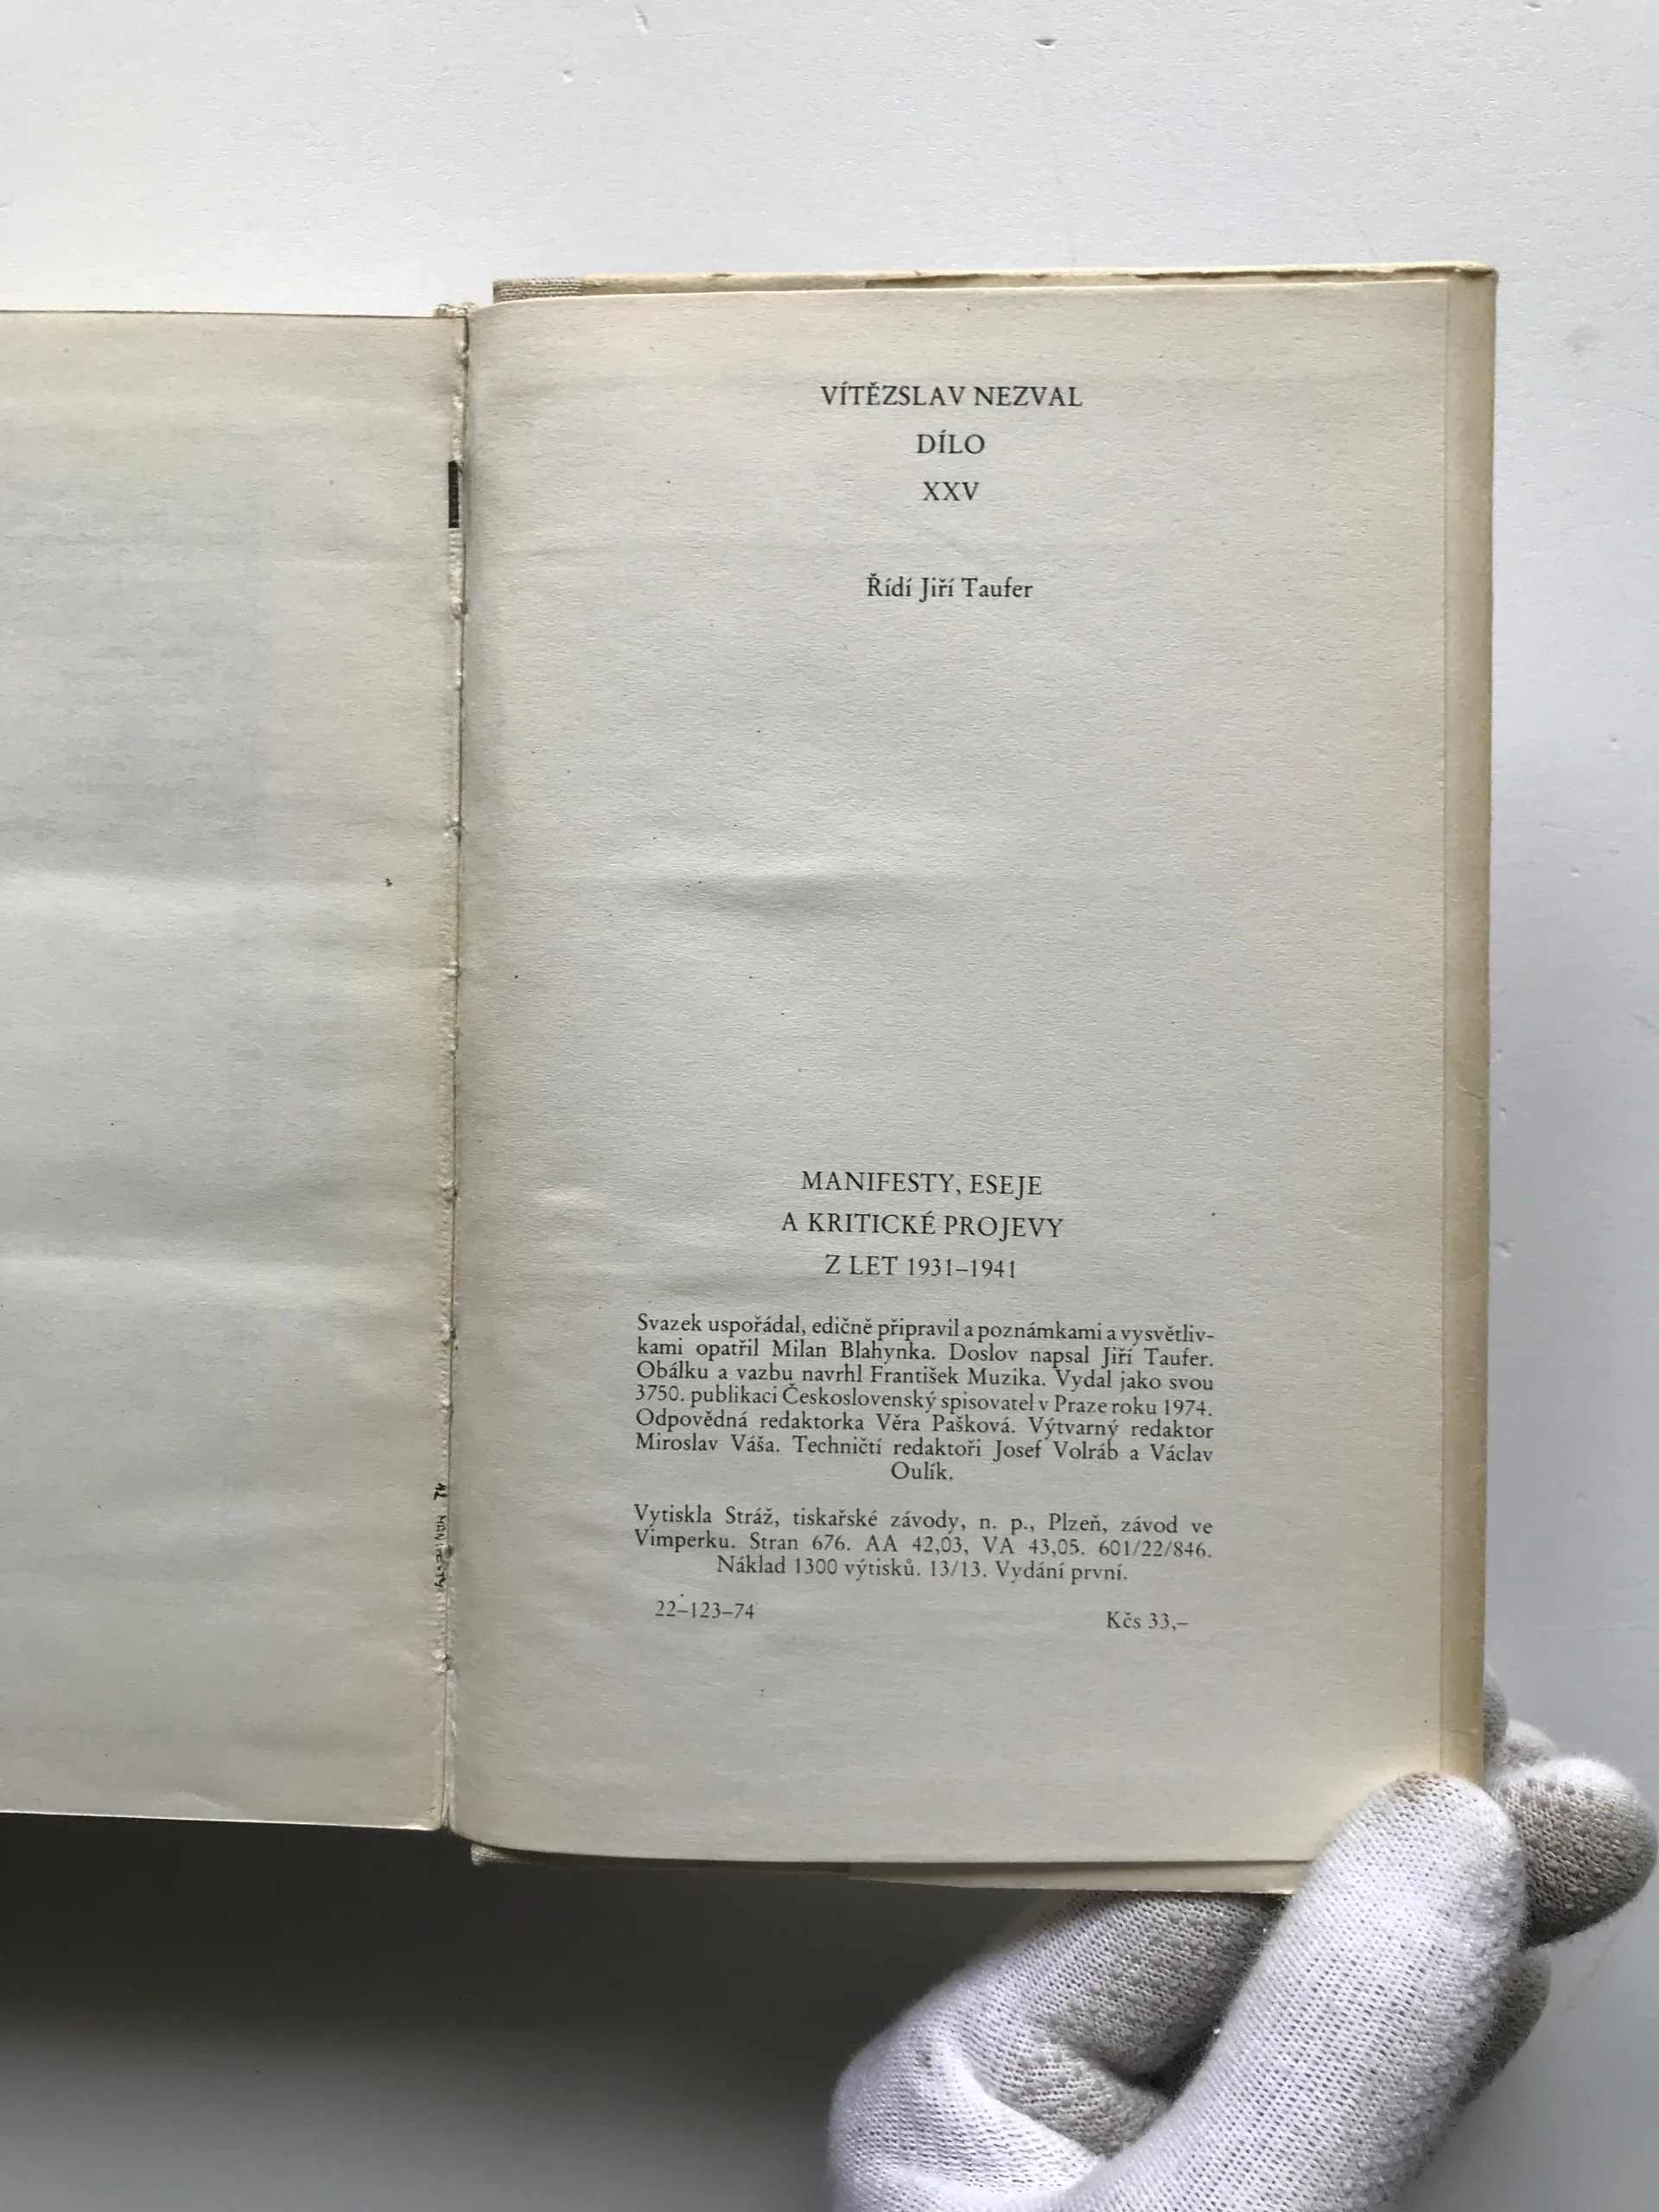 VÍTĚZSLAV NEZVAL
DÍLO
XXV
Řídí Jiří Taufer
MANIFESTY, ESEJE
A KRITICKÉ PROJEVY
Z LET 1931–1941
Svazek uspořádal, edičně připravil a poznámkami a vysvětliv-
kami opatřil Milan Blahynka. Doslov napsal Jiří Taufer.
Obálku a vazbu navrhl František Muzika. Vydal jako svou
3750. publikaci Československý spisovatel v Praze roku 1974.
Odpovědná redaktorka Věra Pašková. Výtvarný redaktor
Miroslav Váša. Techničtí redaktoři Josef Volráb a Václav
Oulík.
Vytiskla Stráž, tiskařské závody, n. p., Plzeň, závod ve
Vimperku. Stran 676. AA 42,03, VA 43,05. 601/22/846.
Náklad 1300 výtisků. 13/13. Vydání první.
22–123–74
Kčs 33,–
42 MANIFESTY